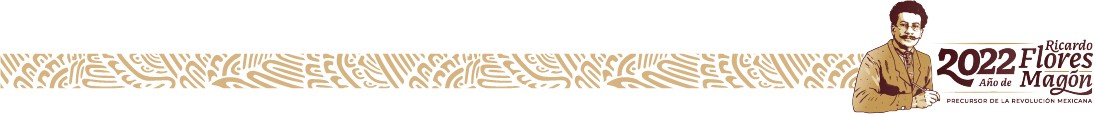 Ricardo
2022 Flores
Año de Magón
PRECURSOR DE LA REVOLUCIÓN MEXICANA